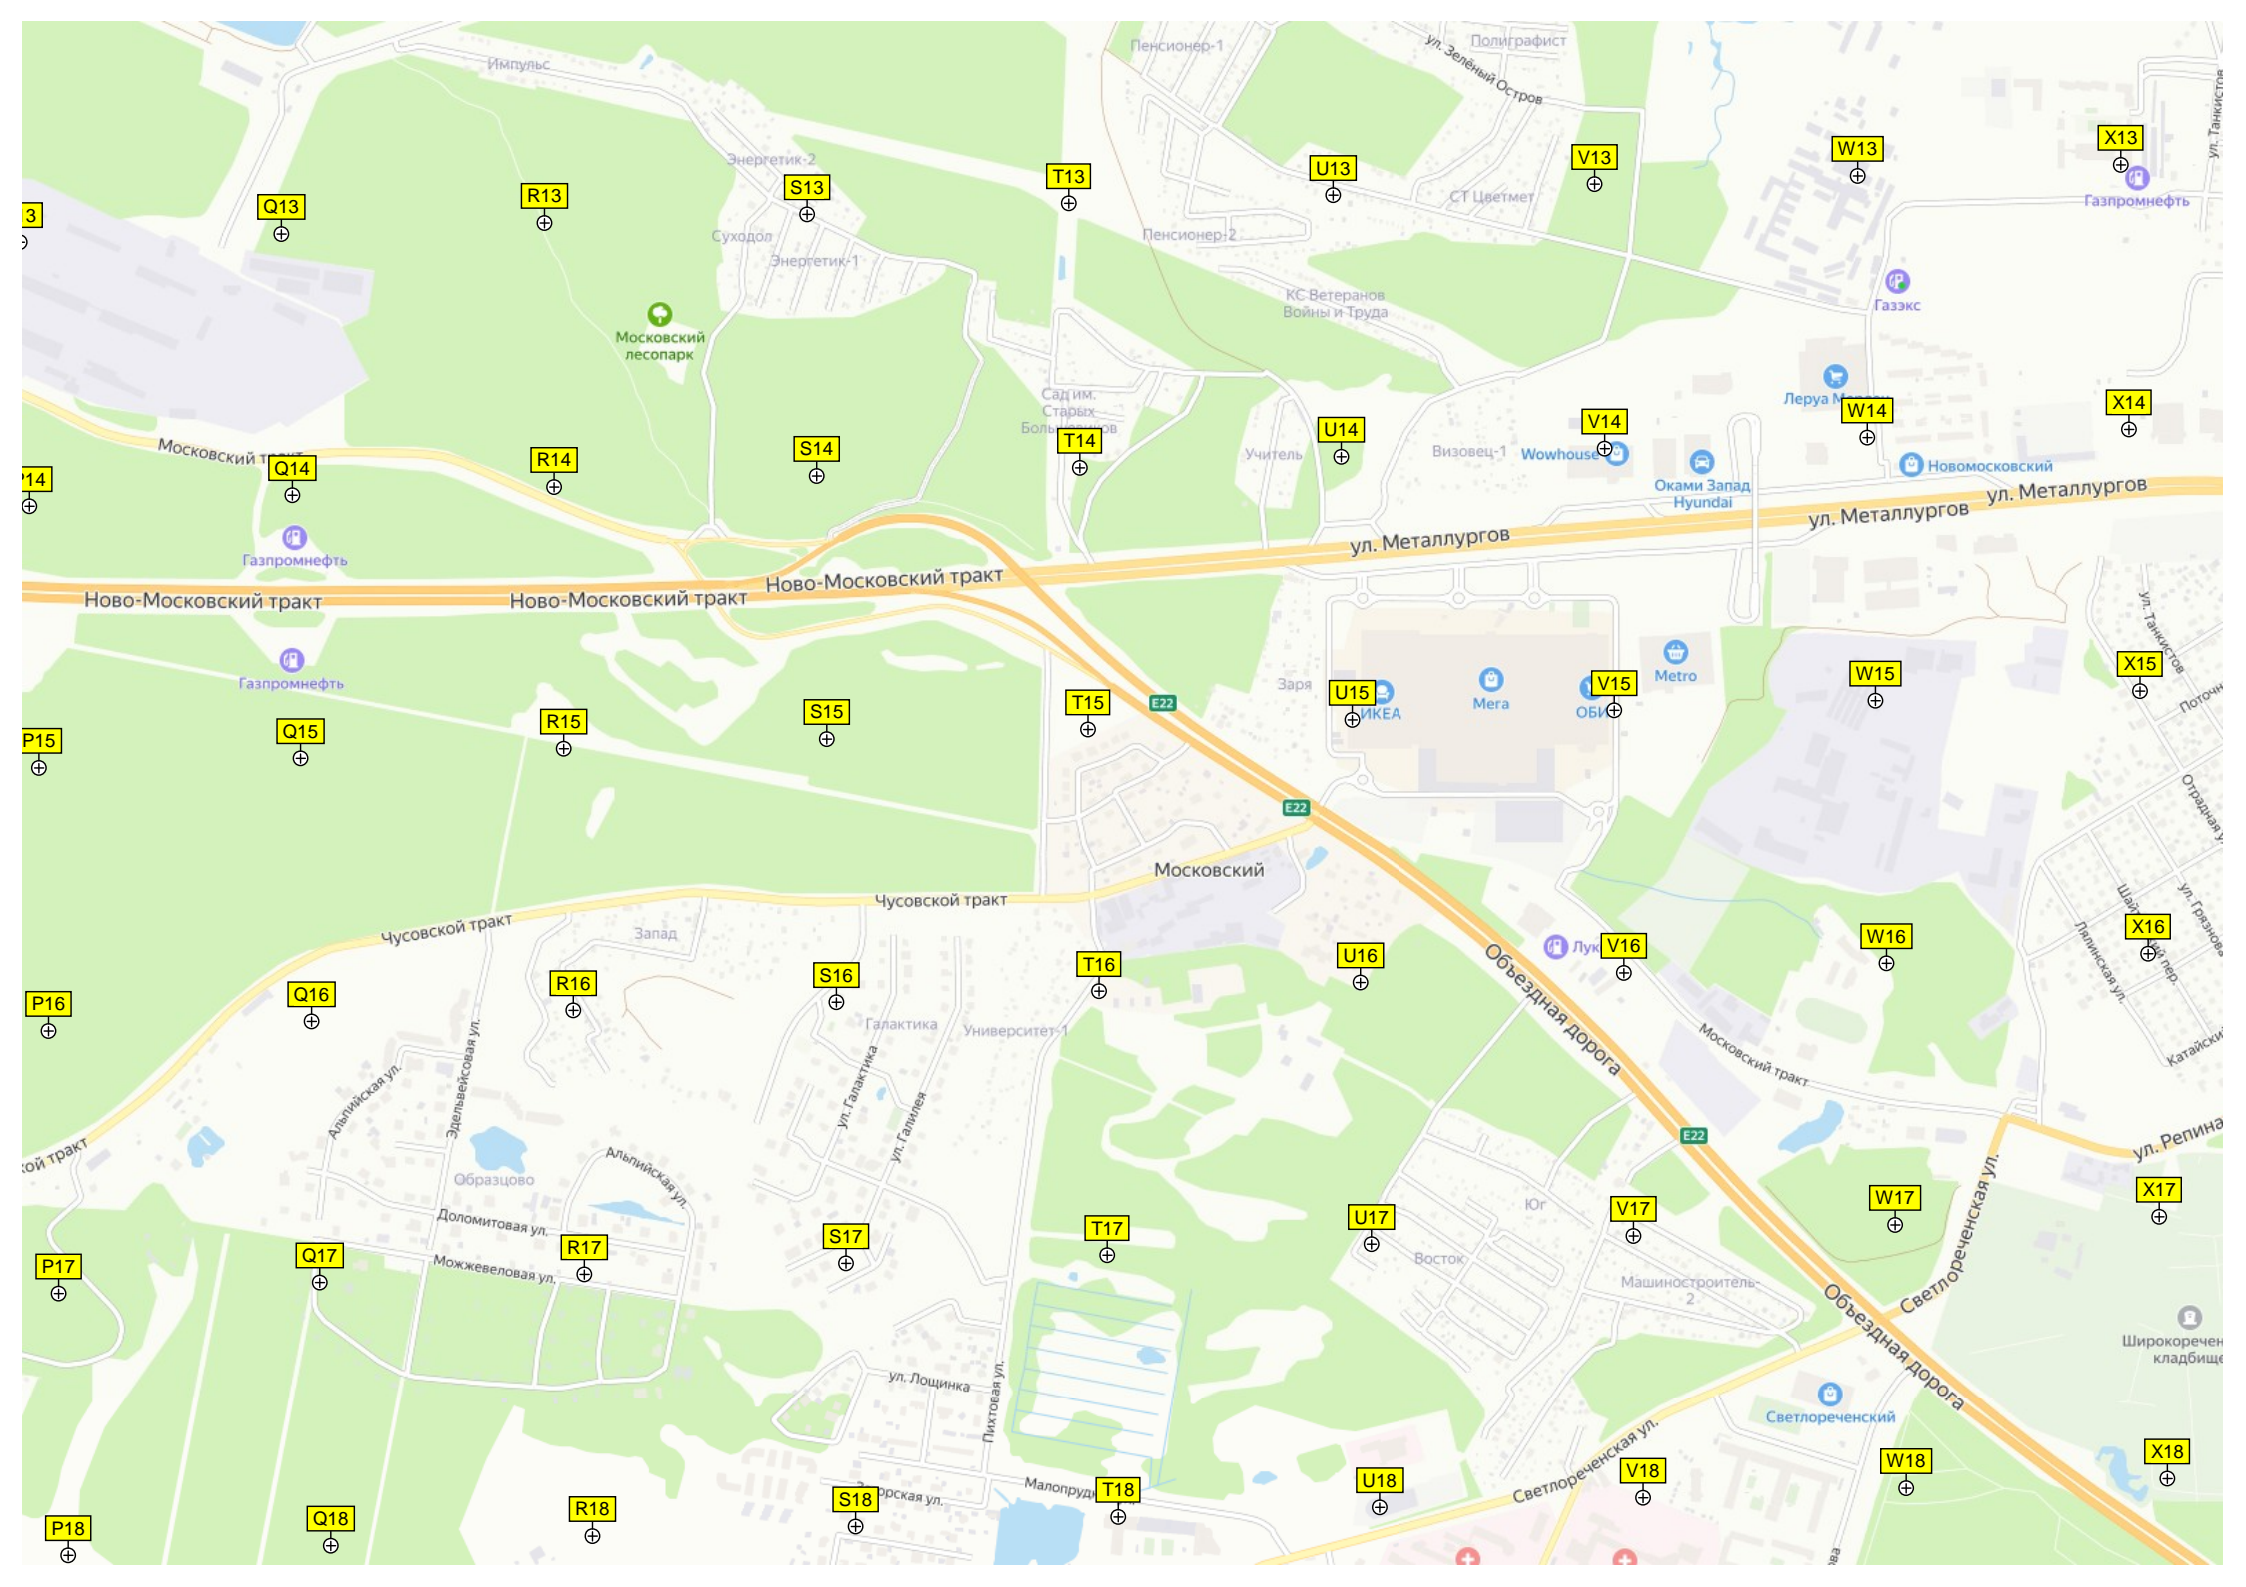 Пенсионер-1
ул. Зелёный Остров
Полиграфист
Импульс
ул. Танкистов
Энергетик-2
Q13
R13
S13
T13
U13
V13
W13
X13
Газпромнефть
СТ Цветмет
Суходол
Энергетик-1
Пенсионер-2
КС Ветеранов
Войны и Труда
Газэкс
Московский
лесопарк
Сад им.
Старых
Леруа
Московский
Q14
R14
S14
T14
U14
V14
W14
X14
Учитель
Визовец-1
Wowhouse
Оками Запад
Hyundai
Новомосковский
ул. Металлургов
ул. Металлургов
ул. Металлургов
Газпромнефть
Ново-Московский тракт
Ново-Московский тракт
Ново-Московский тракт
ул. Танкистов
Газпромнефть
Заря
ИКЕА
Мега
ОБИ
Metro
E22
P15
Q15
R15
S15
T15
U15
V15
W15
X15
E22
Московский
Чусовской тракт
Чусовской тракт
Запад
P16
Q16
R16
S16
T16
U16
V16
W16
X16
Объездная дорога
Ляпинская ул.
Галактика
Университет-1
Московский тракт
Альпийская ул.
Эдельвейсовая ул.
ул. Галактика
ул. Галилея
E22
ул. Репина
Образцово
Альпийская ул.
Доломитовая ул.
Можжевеловая ул.
P17
Q17
R17
S17
T17
U17
V17
W17
X17
Юг
Восток
Машиностроитель-
2
Светлореченская ул.
Объездная дорога
ул. Лощинка
Пихтовая ул.
Светлореченский
Светлореченская ул.
P18
Q18
R18
S18
T18
U18
V18
W18
X18